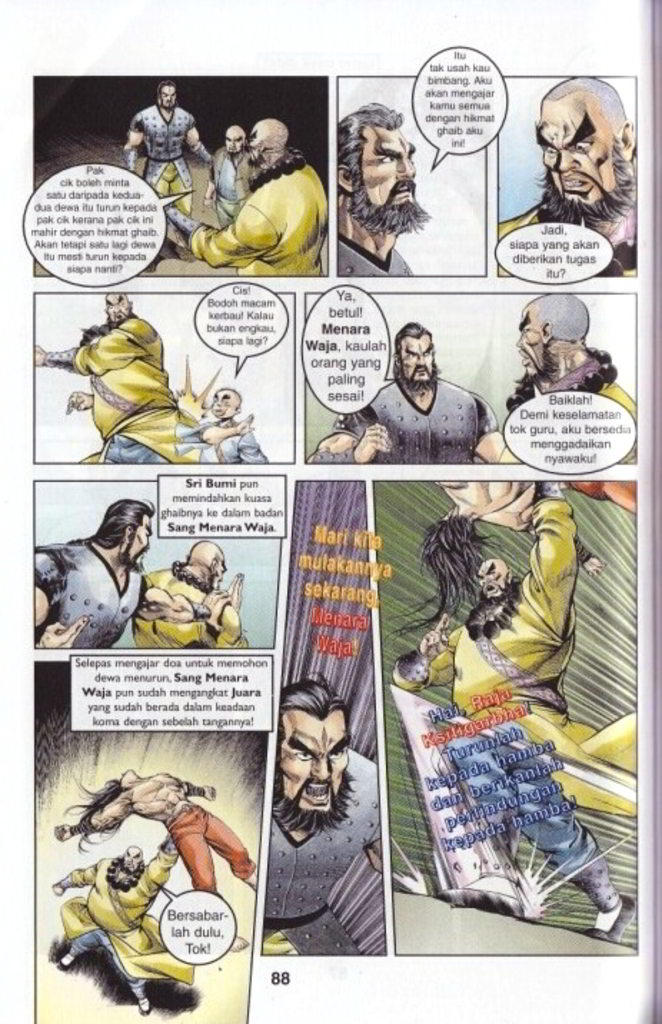 Pak
cik boleh minta
satu daripada kedua-
dua dewa itu turun kepada
pak cik kerana pak cik ini
mahir dengan hikmat ghaib.
Akan tetapi satu lagi dewa
itu mesti turun kepada
siapa nanti?
Itu
tak usah kau
bimbang. Aku
akan mengajar
kamu semua
dengan hikmat
ghaib aku
ini!
Jadi,
siapa yang akan
diberikan tugas
itu?
Cis!
Bodoh macam
kerbau! Kalau
bukan engkau,
siapa lagi?
Ya,
betul!
Menara
Waja, kaulah
orang yang
paling
sesai!
Baiklah!
Demi keselamatan
tok guru, aku bersedia
menggadaikan
nyawaku!
Sri Bumi pun
memindahkan kuasa
ghaibnya ke dalam badan
Sang Menara Waja.
Selepas mengajar doa untuk memohon
dewa menurun, Sang Menara
Waja pun sudah mengangkat Juara
yang sudah berada dalam keadaan
koma dengan sebelah tangannya!
Bersabar-
lah dulu,
Tok!
Mari kita
mulakannya
sekarang,
Menara
Waja.
Hai, Raja
Ksitigarbha!
Turunlah
kepada hamba
dan berikanlah
perlindungan
kepada hamba!
88